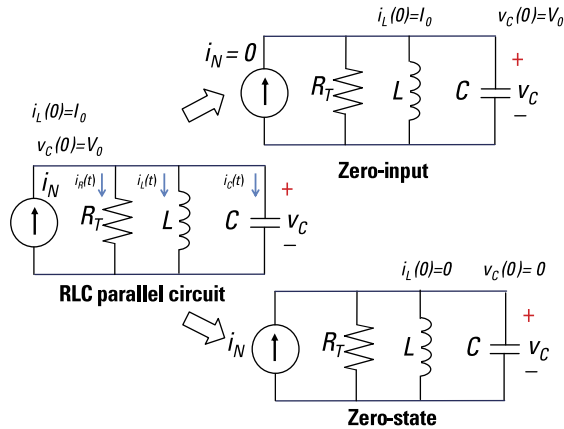 i_L(0)=I_0 v_C(0)=V_0
i_N = 0
R_T L C + v_C –
Zero-input
i_L(0)=I_0
v_C(0)=V_0
i_N i_R(t) i_L(t) i_C(t)
R_T L C + v_C –
RLC parallel circuit
i_L(0)=0 v_C(0)= 0
i_N R_T L C + v_C –
Zero-state